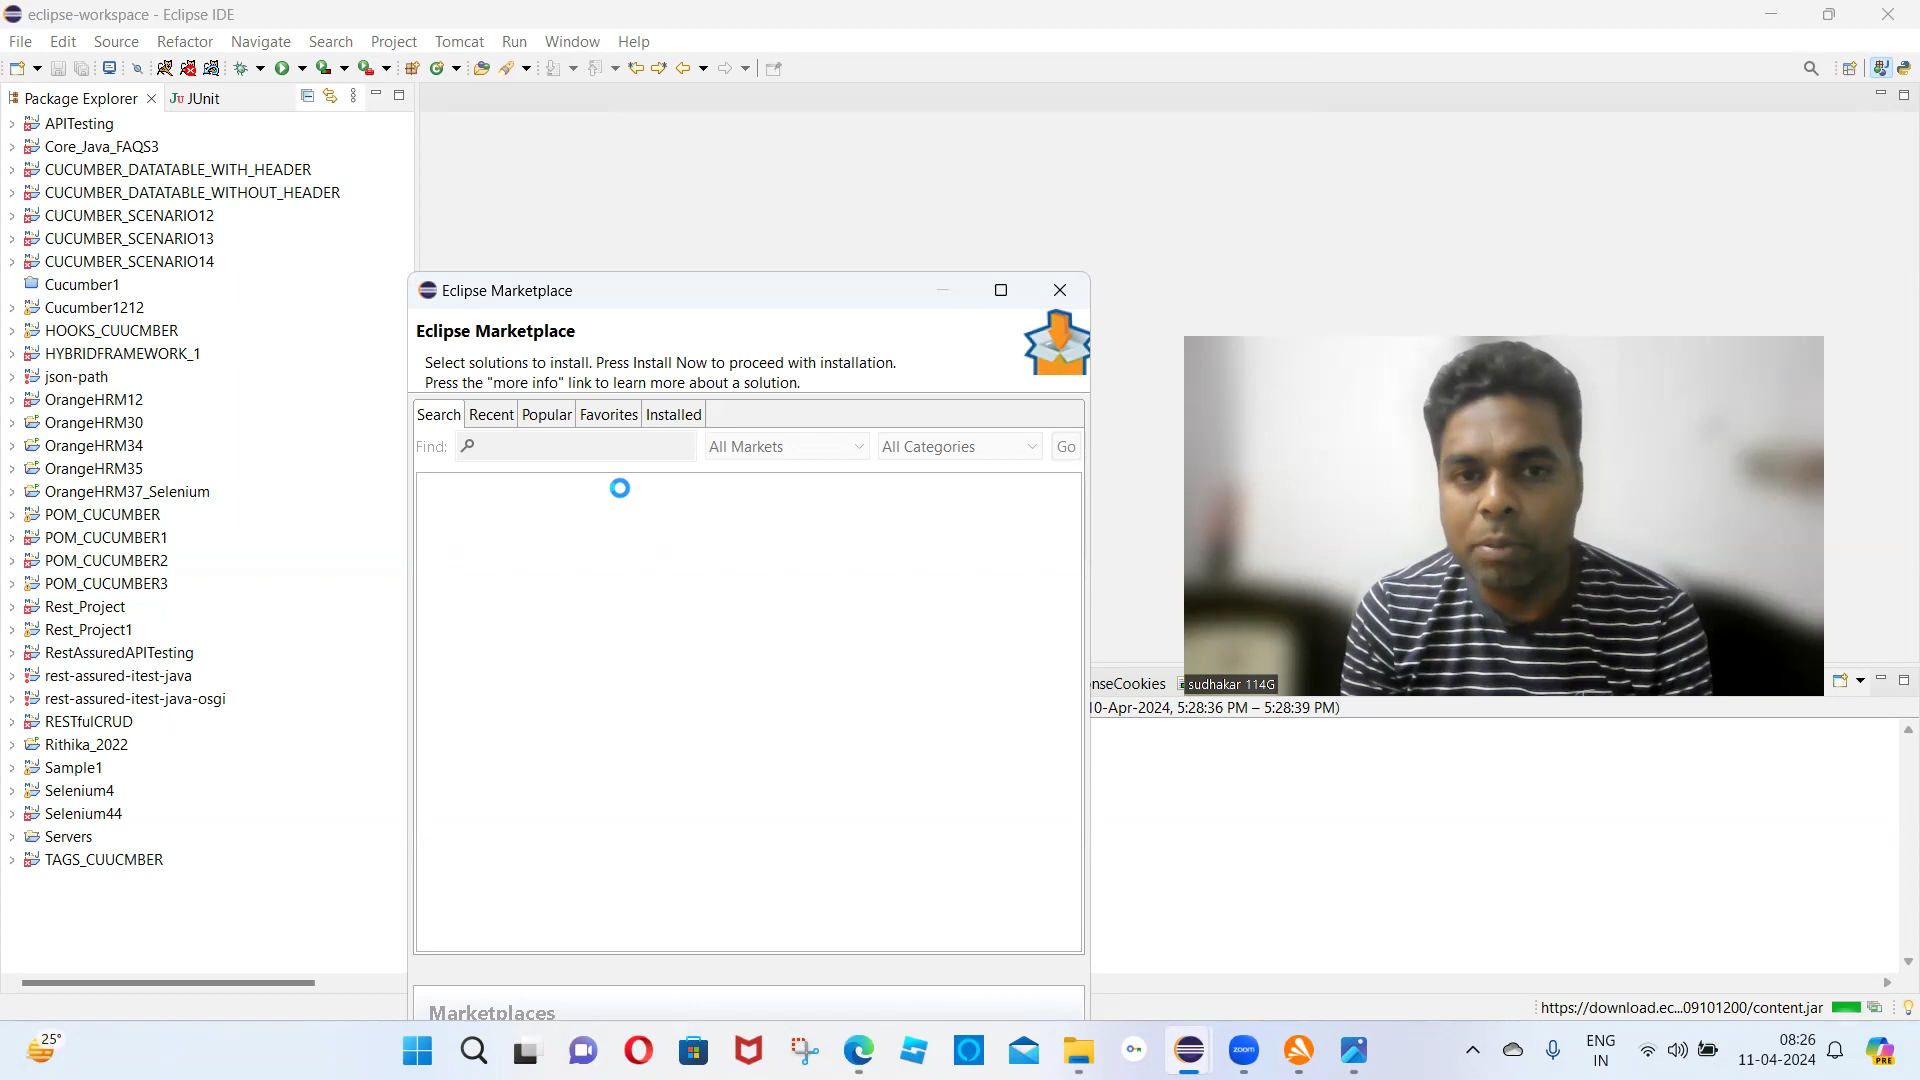 eclipse-workspace - Eclipse IDE
File Edit Source Refactor Navigate Search Project Tomcat Run Window Help
Package Explorer JUnit
APITesting
Core_Java_FAQS3
CUCUMBER_DATATABLE_WITH_HEADER
CUCUMBER_DATATABLE_WITHOUT_HEADER
CUCUMBER_SCENARIO12
CUCUMBER_SCENARIO13
CUCUMBER_SCENARIO14
Cucumber1
Cucumber1212
HOOKS_CUUCMBER
HYBRIDFRAMEWORK_1
json-path
OrangeHRM12
OrangeHRM30
OrangeHRM34
OrangeHRM35
OrangeHRM37_Selenium
POM_CUCUMBER
POM_CUCUMBER1
POM_CUCUMBER2
POM_CUCUMBER3
Rest_Project
Rest_Project1
RestAssuredAPITesting
rest-assured-itest-java
rest-assured-itest-java-osgi
RESTfulCRUD
Rithika_2022
Sample1
Selenium4
Selenium44
Servers
TAGS_CUUCMBER
Eclipse Marketplace
Eclipse Marketplace
Select solutions to install. Press Install Now to proceed with installation.
Press the "more info" link to learn more about a solution.
Search Recent Popular Favorites Installed
Find: All Markets All Categories Go
Marketplaces
nseCookies
sudhakar 114G
10-Apr-2024, 5:28:36 PM – 5:28:39 PM)
https://download.ec...09101200/content.jar
25°
zoom
ENG
IN
08:26
11-04-2024
PRE